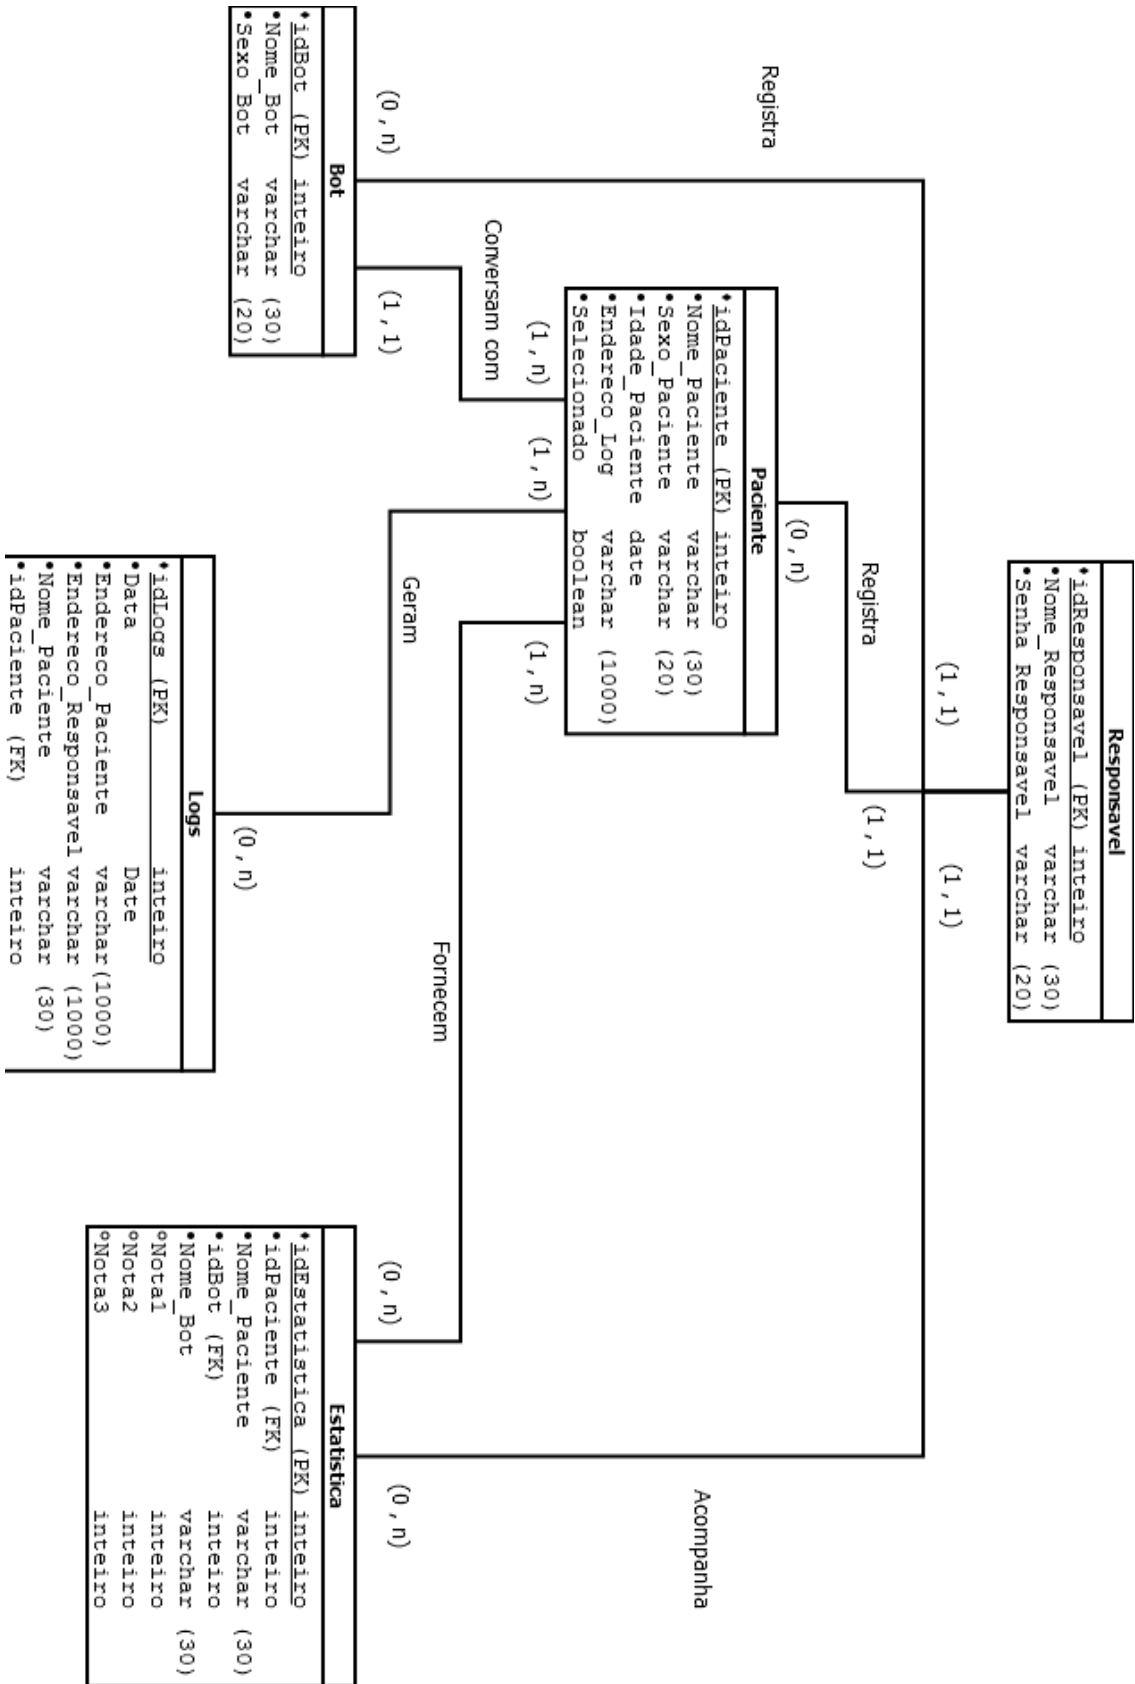 Responsavel
idResponsavel (PK) inteiro
Nome_Responsavel varchar (30)
Senha Responsavel varchar (20)
(1,1)
(1,1)
Registra
Registra
(1,1)
(0,n)
Acompanha
Paciente
idPaciente (PK) inteiro
Nome_Paciente varchar (30)
Sexo_Paciente varchar (20)
Idade_Paciente date
Endereco_Log varchar (1000)
Selecionado boolean
(1,n)
(1,n)
(1,n)
Conversam com
Geram
Fornecem
(0,n)
(1,1)
(0,n)
(0,n)
(0,n)
Bot
idBot (PK) inteiro
Nome_Bot varchar (30)
Sexo Bot varchar (20)
Logs
idLogs (PK) inteiro
Data Date
Endereco_Paciente varchar(1000)
Endereco_Responsavel varchar (1000)
Nome_Paciente varchar (30)
idPaciente (FK) inteiro
Estatistica
idEstatistica (PK) inteiro
idPaciente (FK) inteiro
Nome_Paciente varchar (30)
idBot (FK) inteiro
Nome_Bot varchar (30)
Nota1 inteiro
Nota2 inteiro
Nota3 inteiro